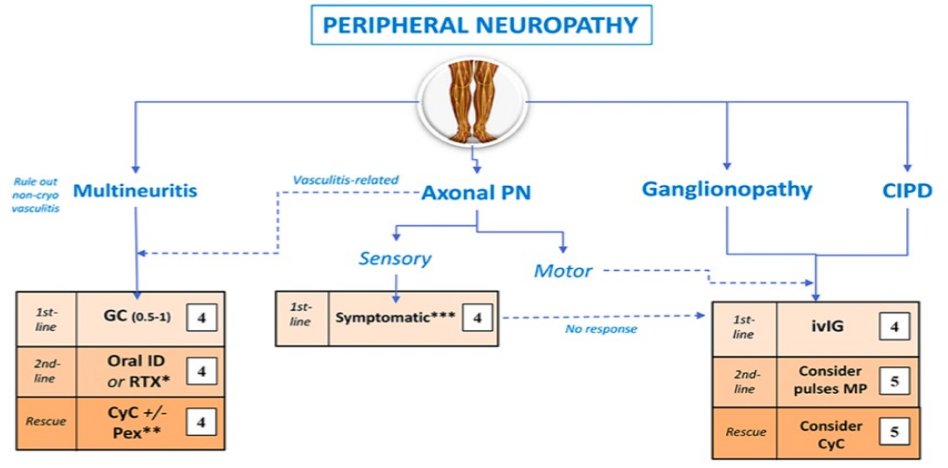 PERIPHERAL NEUROPATHY
Rule out
non-cryo
vasculitis
Multineuritis
Vasculitis-related
Axonal PN
Ganglionopathy
CIPD
Sensory
Motor
1st-
line
GC (0.5-1)
4
2nd-
line
Oral ID
or RTX*
4
Rescue
CyC +/-
Pex**
4
1st-
line
Symptomatic***
4
No response
1st-
line
ivIG
4
2nd-
line
Consider
pulses MP
5
Rescue
Consider
CyC
5